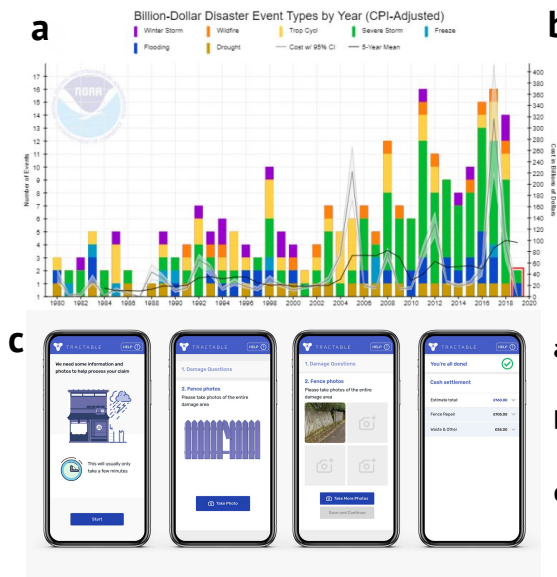 a
Billion-Dollar Disaster Event Types by Year (CPI-Adjusted)
b
Winter Storm Wildfire Trop Cycl Severe Storm Freeze
Flooding Drought Cost w/ 95% CI 5-Year Mean
NOAA
Number of Events
17
16
15
14
13
12
11
10
9
8
7
6
5
4
3
2
1
400
380
360
340
320
300
280
260
240
220
200
180
160
140
120
100
80
60
40
20
0
Cost in Billions of Dollars
1980 1982 1984 1986 1988 1990 1992 1994 1996 1998 2000 2002 2004 2006 2008 2010 2012 2014 2016 2018 2020
c
TRACTABLE HELP
We need some information and
photos to help process your claim
This will usually only
take a few minutes
Start
TRACTABLE HELP
1. Damage Questions
2. Fence photos
Please take photos of the entire
damage area
Take Photo
TRACTABLE HELP
1. Damage Questions
2. Fence photos
Please take photos of the entire
damage area
Take More Photos
Save and Continue
TRACTABLE HELP
You're all done!
Cash settlement
Estimate total
Fence Repair
Waste & Other